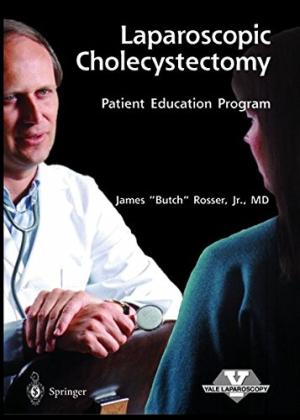 Laparoscopic
Cholecystectomy
Patient Education Program
James "Butch" Rosser, Jr., MD
Springer
YALE LAPAROSCOPY